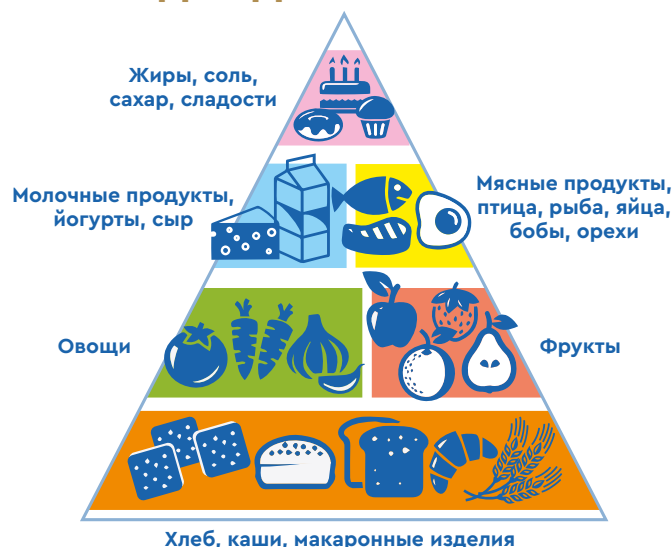 Жиры, соль,
сахар, сладости
Молочные продукты,
йогурты, сыр
Мясные продукты,
птица, рыба, яйца,
бобы, орехи
Овощи
Фрукты
Хлеб, каши, макаронные изделия